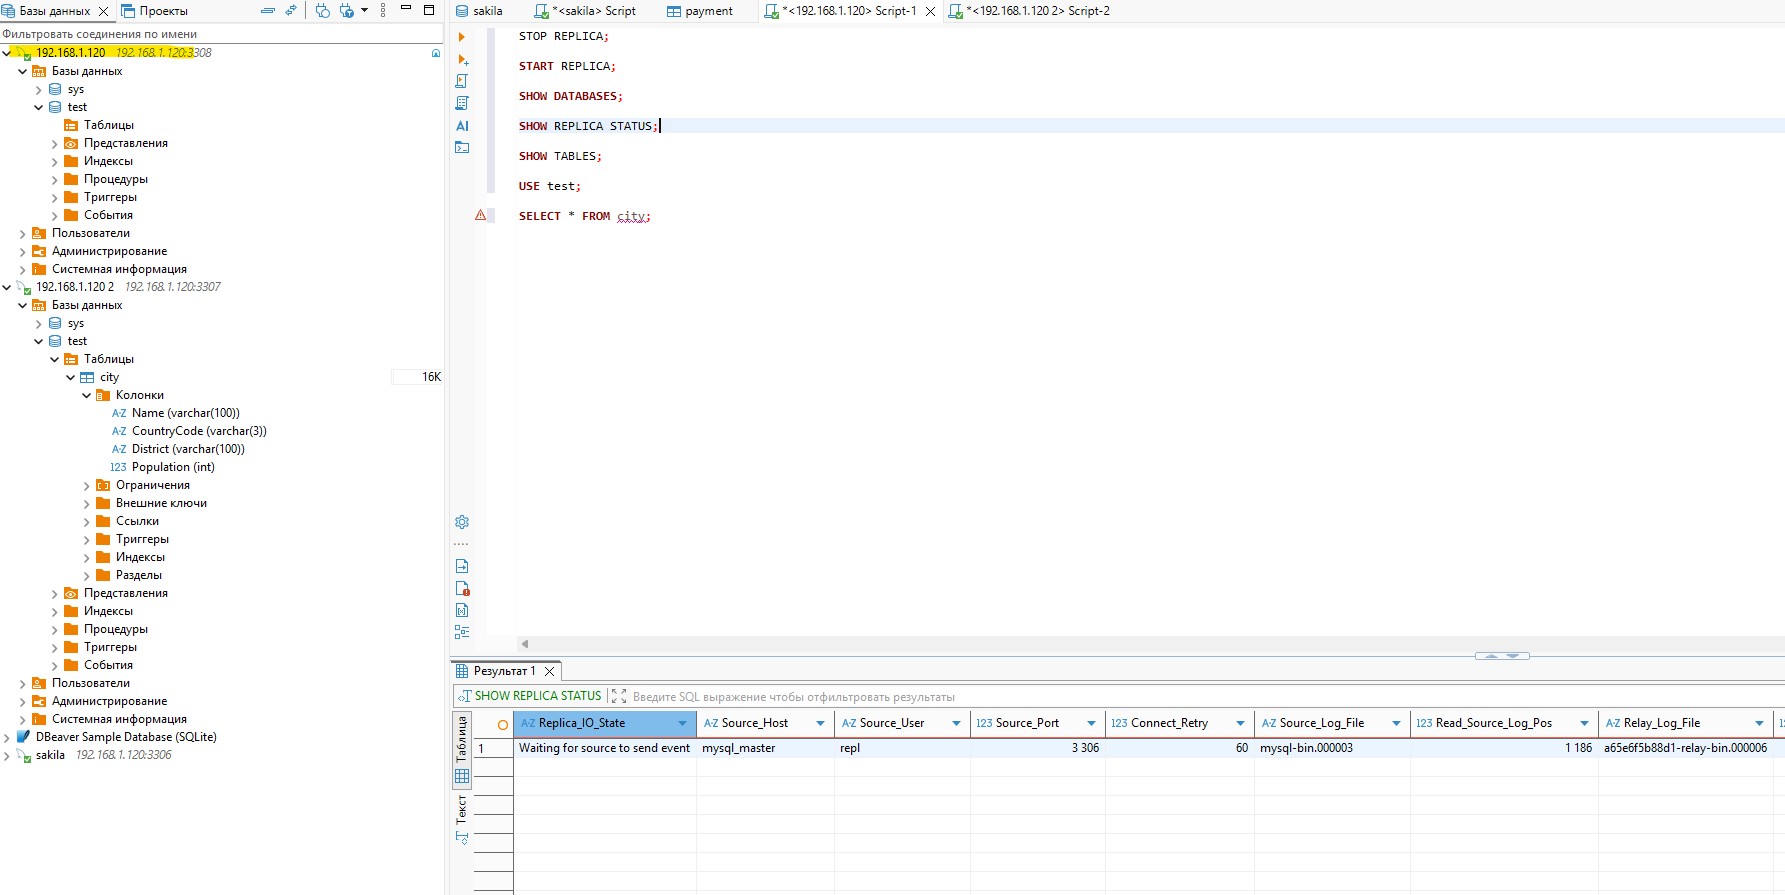 Базы данных
Проекты
Фильтровать соединения по имени
192.168.1.120 192.168.1.120:3308
Базы данных
sys
test
Таблицы
Представления
Индексы
Процедуры
Триггеры
События
Пользователи
Администрирование
Системная информация
192.168.1.120 2 192.168.1.120:3307
Базы данных
sys
test
Таблицы
city 16K
Колонки
A-Z Name (varchar(100))
A-Z CountryCode (varchar(3))
A-Z District (varchar(100))
123 Population (int)
Ограничения
Внешние ключи
Ссылки
Триггеры
Индексы
Разделы
Представления
Индексы
Процедуры
Триггеры
События
Пользователи
Администрирование
Системная информация
DBeaver Sample Database (SQLite)
sakila 192.168.1.120:3306
sakila *<sakila> Script payment *<192.168.1.120> Script-1 *<192.168.1.120 2> Script-2
AI
STOP REPLICA;
START REPLICA;
SHOW DATABASES;
SHOW REPLICA STATUS;
SHOW TABLES;
USE test;
SELECT * FROM city;
Результат 1
SHOW REPLICA STATUS Введите SQL выражение чтобы отфильтровать результаты
Таблица
Текст
A-Z Replica_IO_State A-Z Source_Host A-Z Source_User 123 Source_Port 123 Connect_Retry A-Z Source_Log_File 123 Read_Source_Log_Pos A-Z Relay_Log_File
1 Waiting for source to send event mysql_master repl 3 306 60 mysql-bin.000003 1 186 a65e6f5b88d1-relay-bin.000006